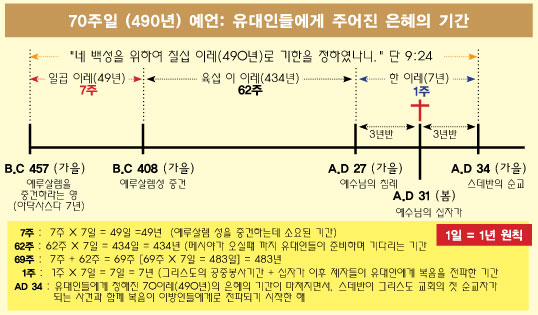 70주일 (490년) 예언: 유대인들에게 주어진 은혜의 기간
"네 백성을 위하여 칠십 이레(490년)로 기한을 정하였나니." 단 9:24
일곱 이레(49년)
7주
육십 이 이레(434년)
62주
한 이레(7년)
1주
3년반
3년반
B.C 457 (가을)
예루살렘을
중건하라는 영
(아닥사스다 7년)
B.C 408 (가을)
예루살렘성 중건
A.D 27 (가을)
예수님의 침례
A.D 31 (봄)
예수님의 십자가
A.D 34 (가을)
스데반의 순교
1일 = 1년 원칙
7주 : 7주 X 7일 = 49일 =49년 (예루살렘 성을 중건하는데 소요된 기간)
62주: 62주 X 7일 = 434일 = 434년 (메시야가 오실때 까지 유대인들이 준비하며 기다리는 기간
69주: 7주 + 62주 = 69주 [69주 X 7일 = 483일] = 483년
1주 : 1주 X 7일 = 7일 = 7년 (그리스도의 공중봉사기간 + 십자가 이후 제자들이 유대인에게 복음을 전파한 기간
AD 34 : 유대인들에게 정해진 70이레(490년)의 은혜의 기간이 마쳐지면서, 스데반이 그리스도 교회의 첫 순교자가
되는 사건과 함께 복음이 이방인들에게로 전파되기 시작한 해